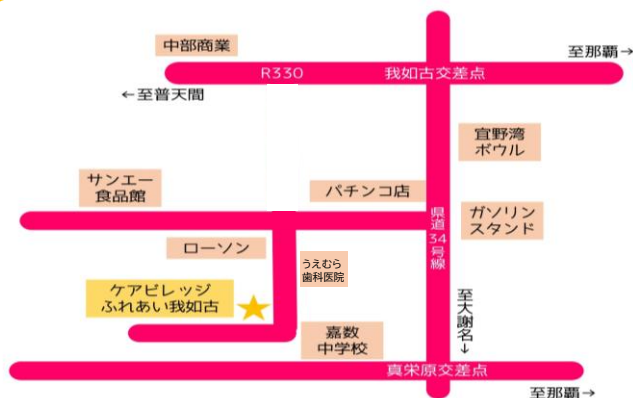 中部商業
至那覇→
R330
我如古交差点
←至普天間
宜野湾
ボウル
サンエー
食品館
パチンコ店
ガソリン
スタンド
県道34号線
ローソン
うえむら
歯科医院
ケアビレッジ
ふれあい我如古
至大謝名→
嘉数
中学校
真栄原交差点
至那覇→